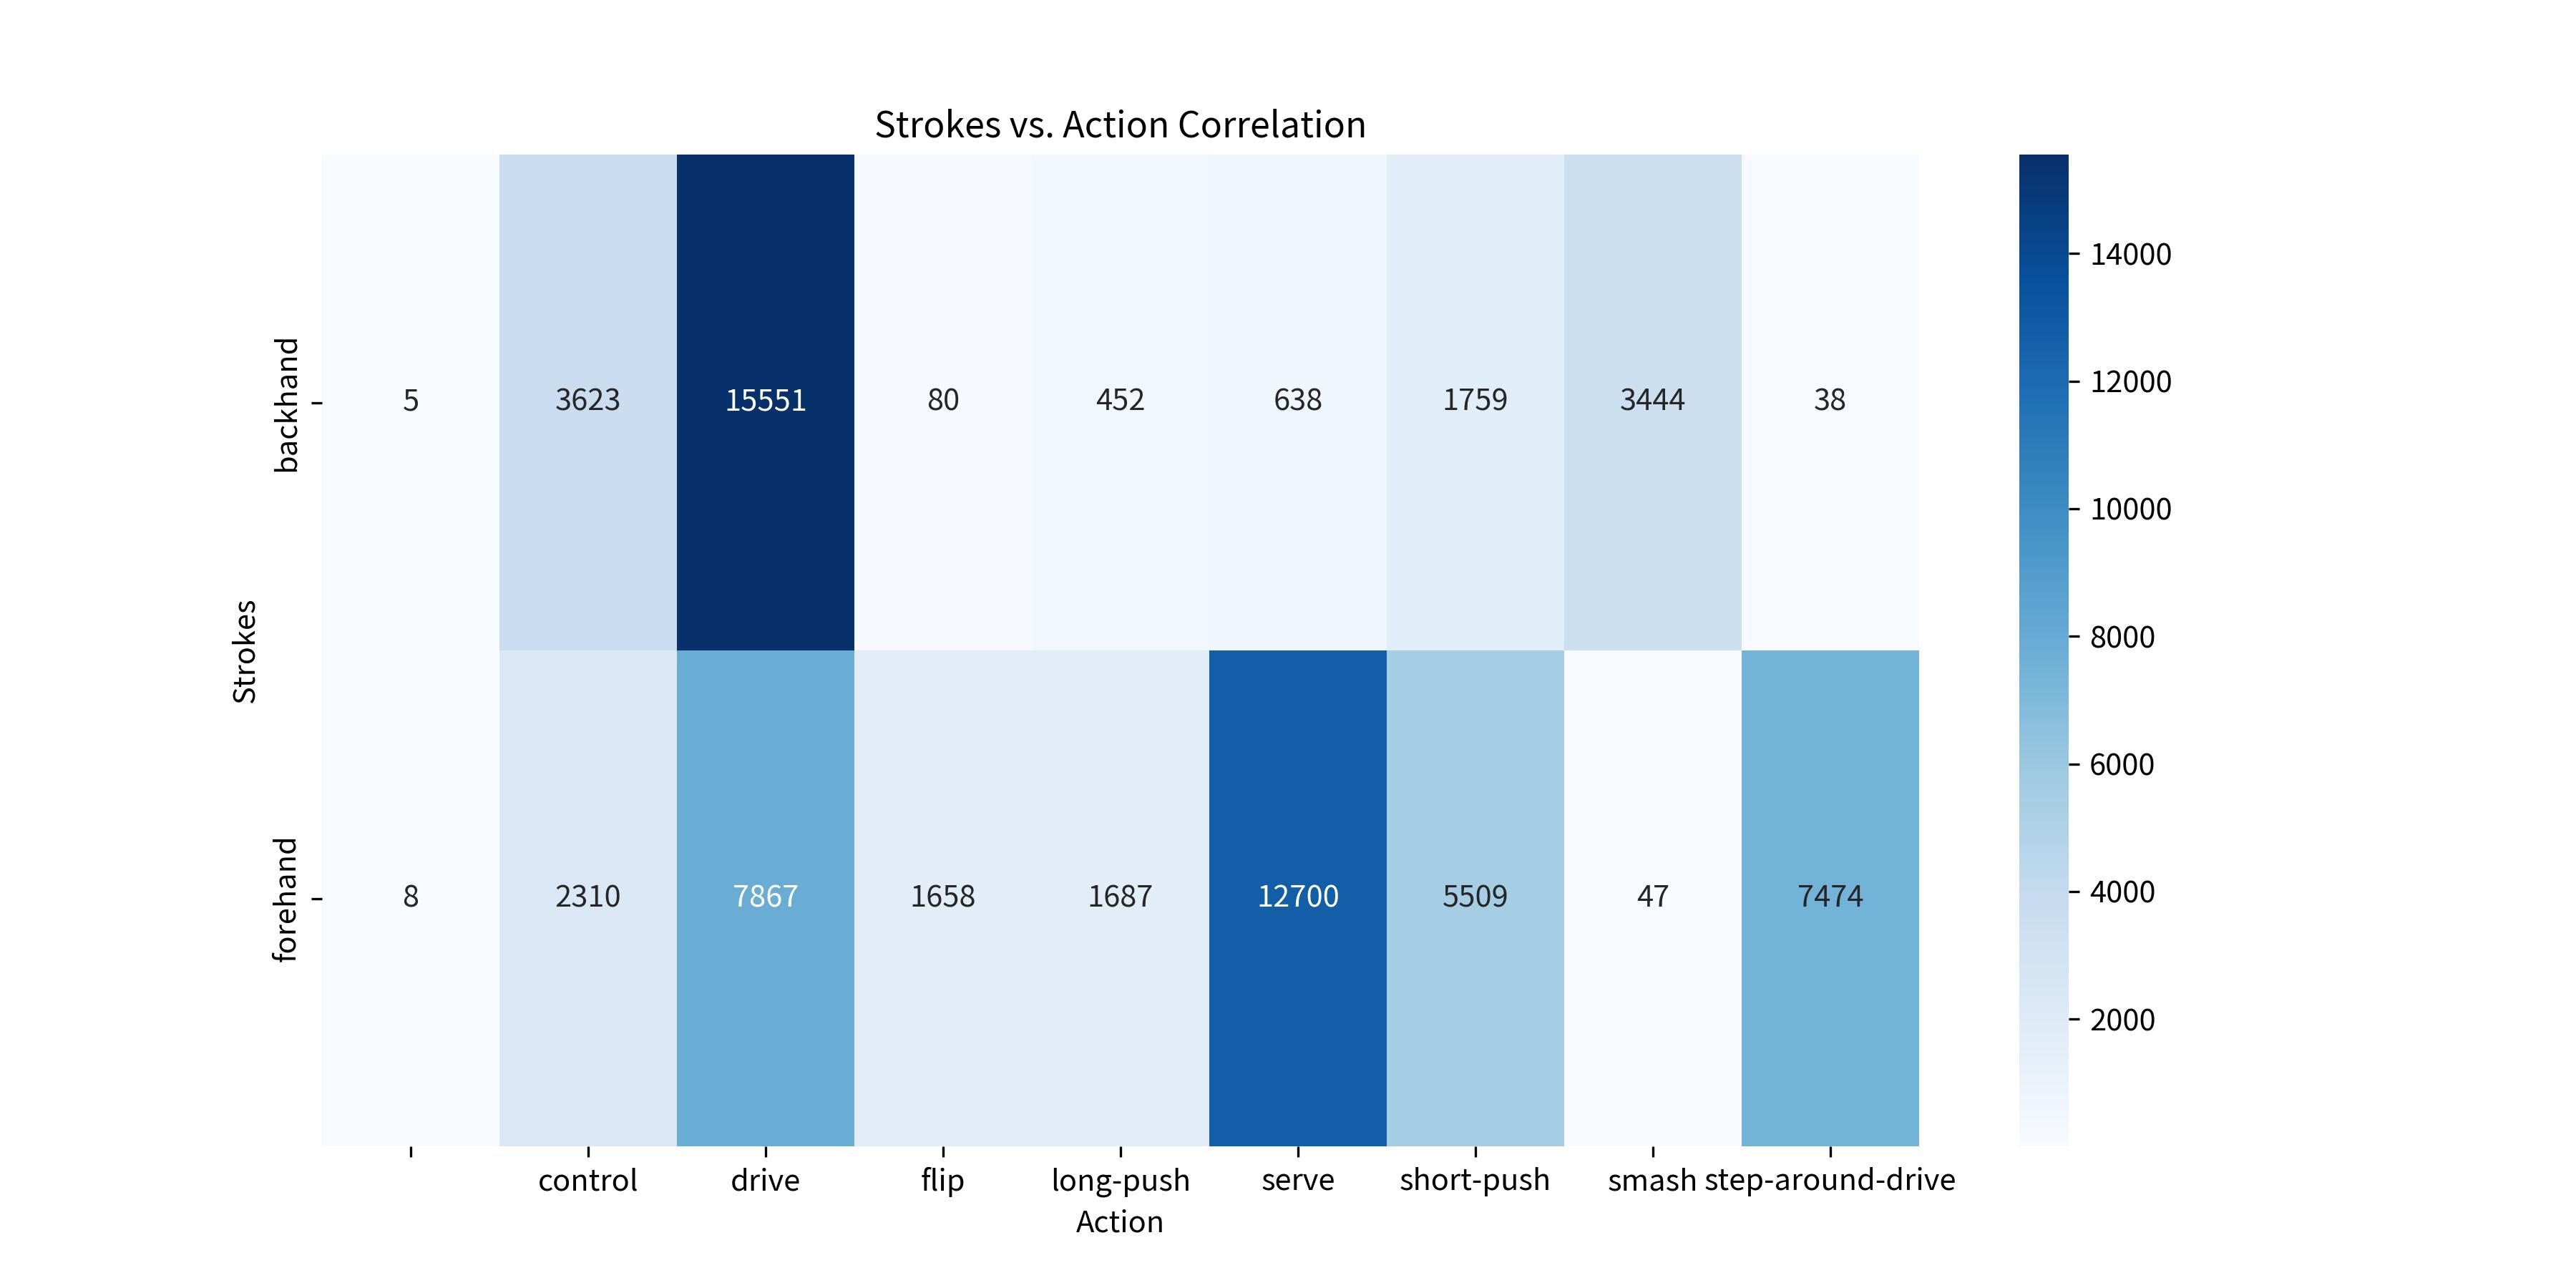 Strokes vs. Action Correlation
Strokes
backhand
5 3623 15551 80 452 638 1759 3444 38
forehand
8 2310 7867 1658 1687 12700 5509 47 7474
control drive flip long-push serve short-push smash step-around-drive
Action
14000
12000
10000
8000
6000
4000
2000